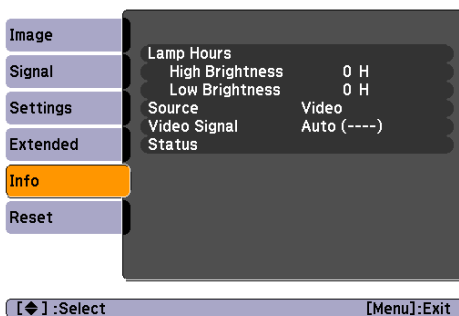 Image
Signal
Settings
Extended
Info
Reset
Lamp Hours
High Brightness 0 H
Low Brightness 0 H
Source Video
Video Signal Auto (----)
Status
[◆] :Select [Menu]:Exit